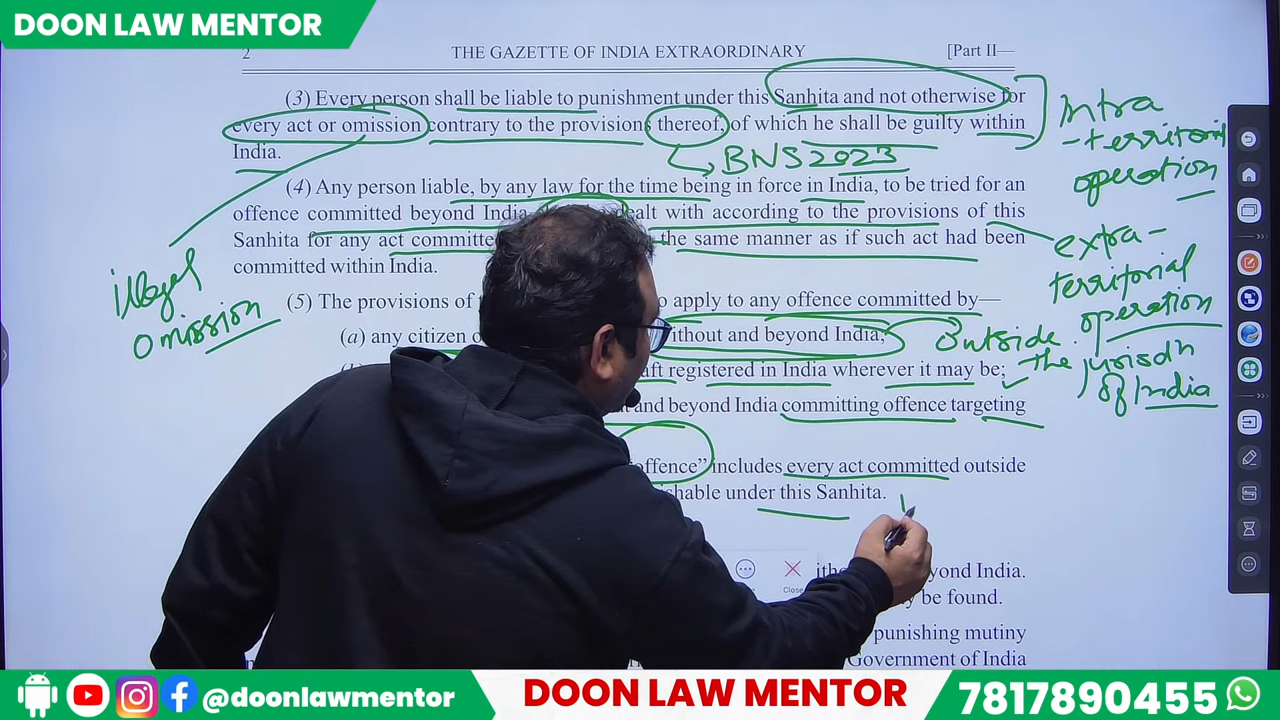 DOON LAW MENTOR
2 THE GAZETTE OF INDIA EXTRAORDINARY [Part II—
(3) Every person shall be liable to punishment under this Sanhita and not otherwise for
every act or omission contrary to the provisions thereof, of which he shall be guilty within
India.
Intra
-territorial
operation
→ BNS 2023
(4) Any person liable, by any law for the time being in force in India, to be tried for an
offence committed beyond India dealt with according to the provisions of this
Sanhita for any act committe the same manner as if such act had been
committed within India.
extra-
territorial
operation
illegal
omission
(5) The provisions of o apply to any offence committed by—
(a) any citizen o ithout and beyond India;
outside
the jurisdn
of India
aft registered in India wherever it may be;
and beyond India committing offence targeting
offence” includes every act committed outside
shable under this Sanhita.
Close
yond India.
be found.
punishing mutiny
Government of India
@doonlawmentor
DOON LAW MENTOR
7817890455